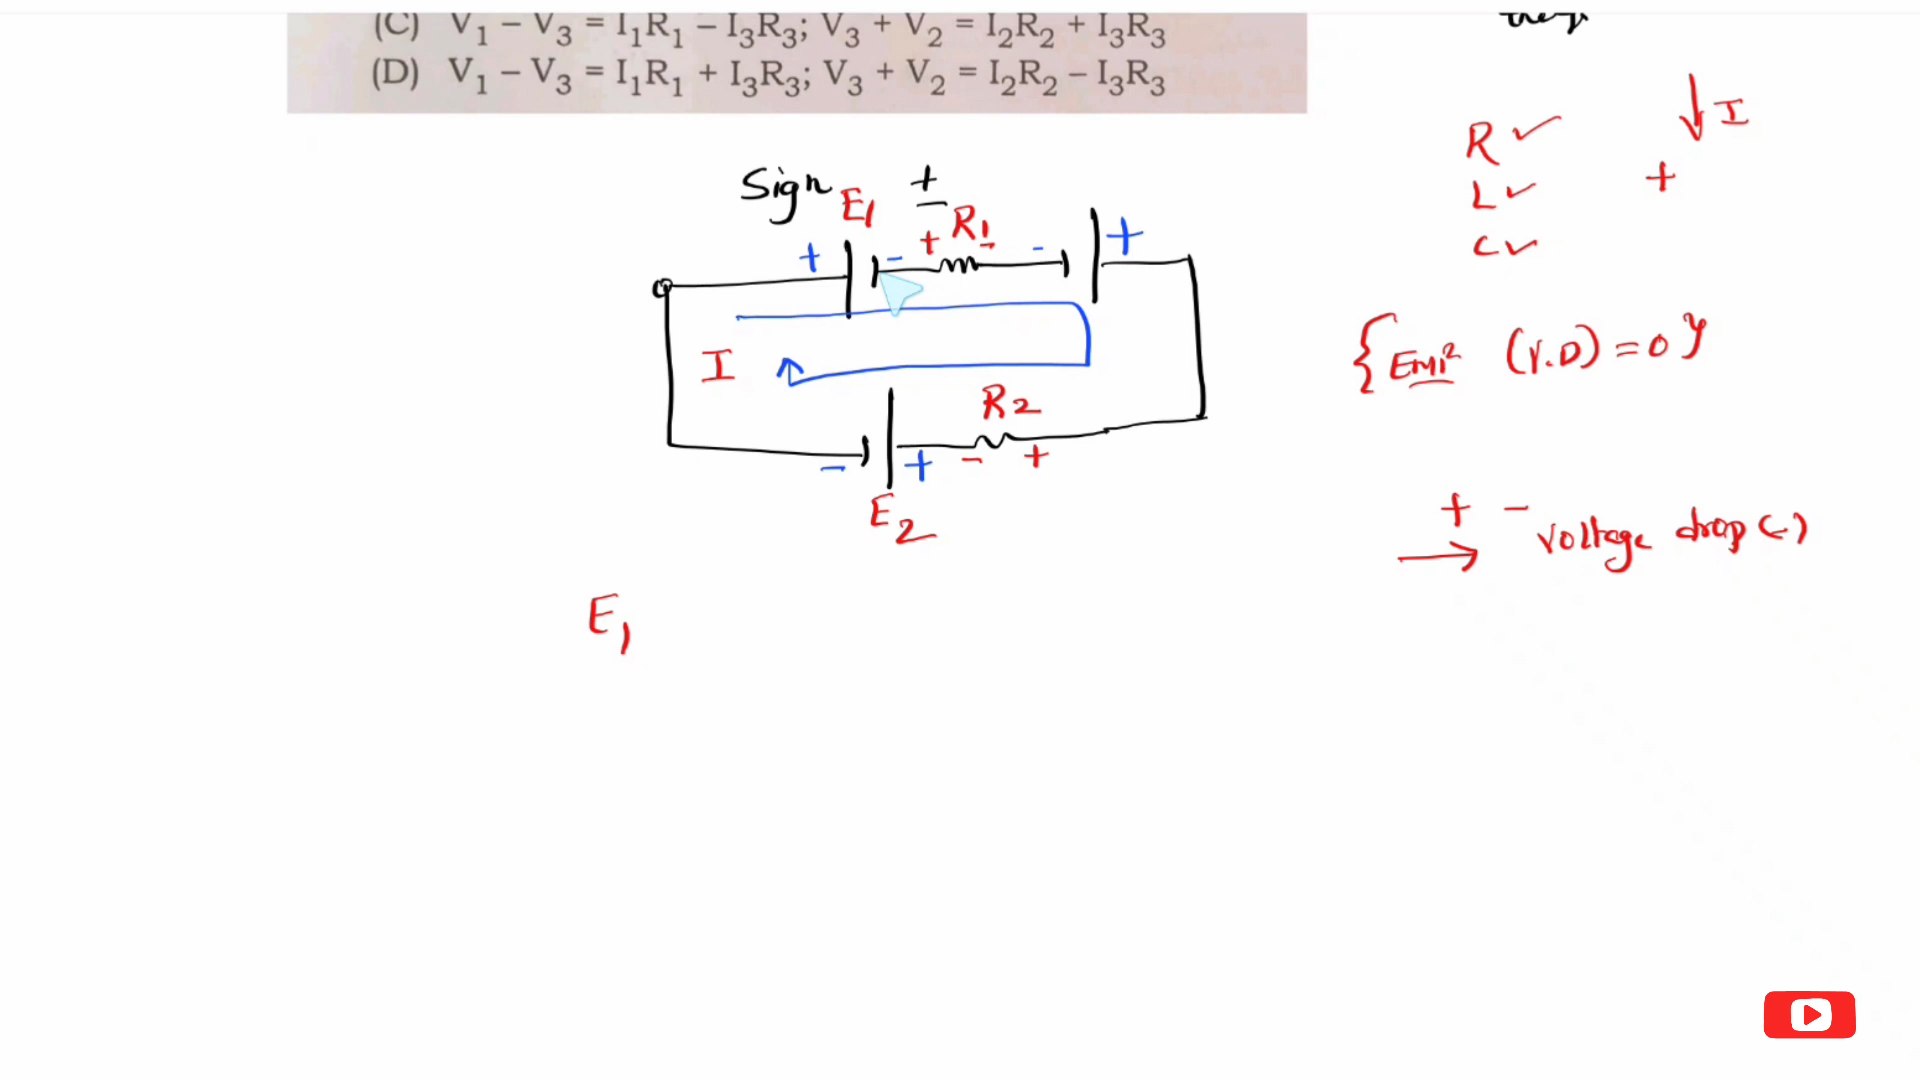 (C) V₁ – V₃ = I₁R₁ – I₃R₃; V₃ + V₂ = I₂R₂ + I₃R₃
(D) V₁ – V₃ = I₁R₁ + I₃R₃; V₃ + V₂ = I₂R₂ – I₃R₃
R ✓
L ✓
C ✓
↓ I
+
Sign ±
E1
R1
+ - + - - +
I
R2
- + - +
E2
(V.D) = 0
+ -
→ voltage drop (-)
E1